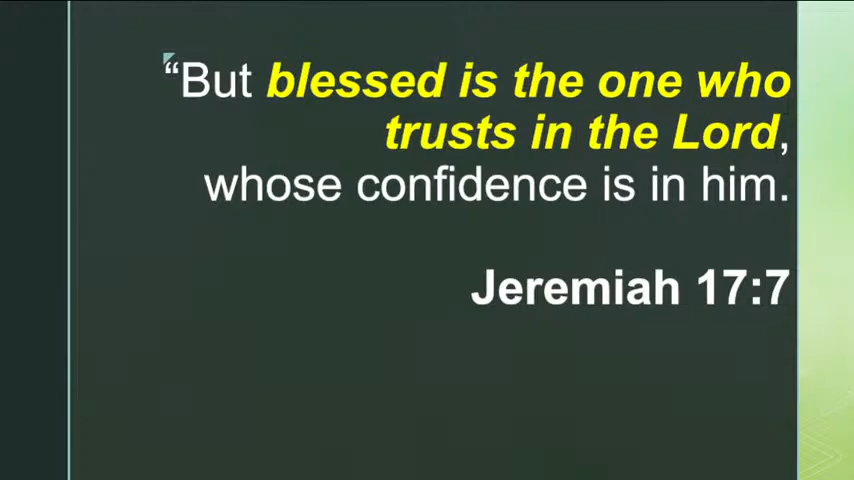 “But blessed is the one who
trusts in the Lord,
whose confidence is in him.
Jeremiah 17:7